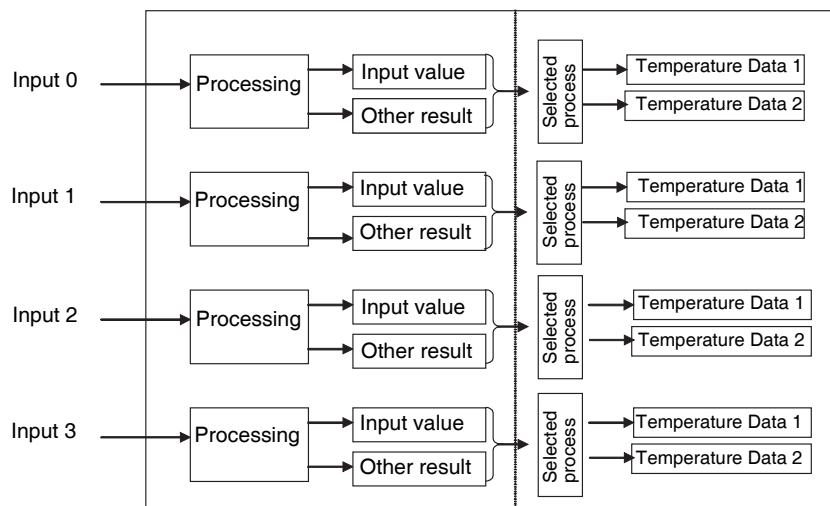 Input 0
Processing
Input value
Other result
Selected
process
Temperature Data 1
Temperature Data 2
Input 1
Processing
Input value
Other result
Selected
process
Temperature Data 1
Temperature Data 2
Input 2
Processing
Input value
Other result
Selected
process
Temperature Data 1
Temperature Data 2
Input 3
Processing
Input value
Other result
Selected
process
Temperature Data 1
Temperature Data 2